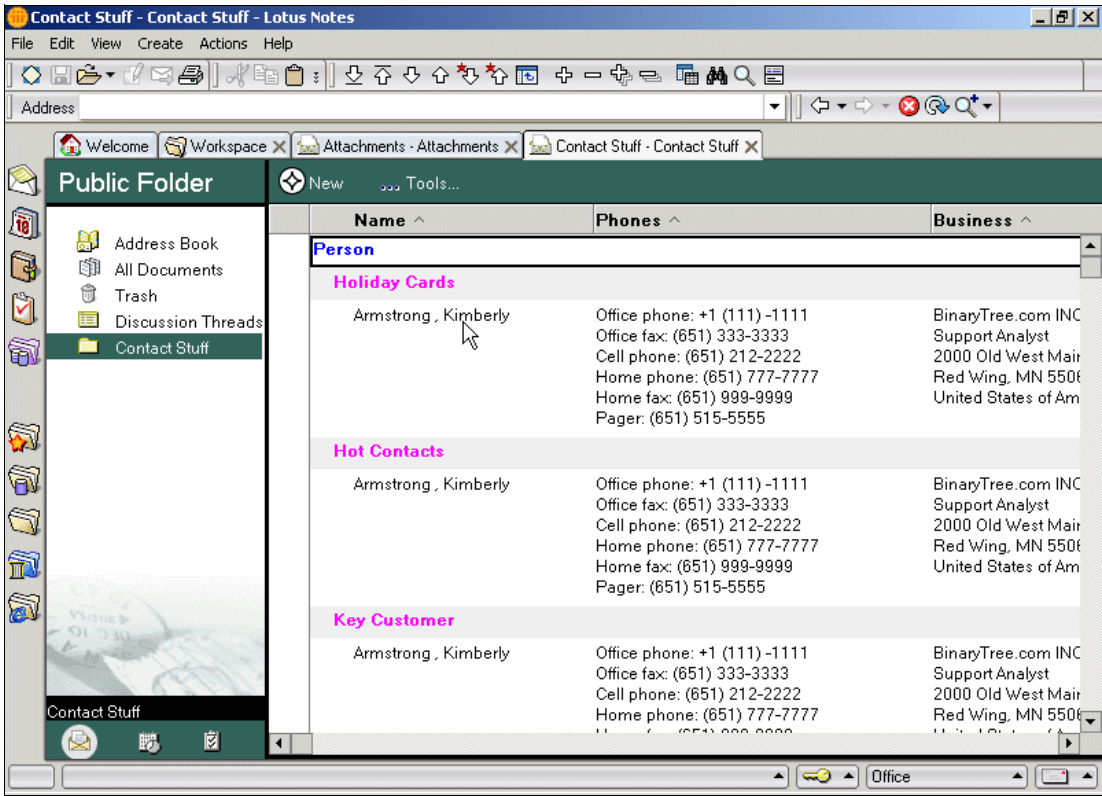 Contact Stuff - Contact Stuff - Lotus Notes
File Edit View Create Actions Help
Address
Welcome Workspace Attachments - Attachments Contact Stuff - Contact Stuff
Public Folder
New ... Tools...
Address Book
All Documents
Trash
Discussion Threads
Contact Stuff
Name Phones Business
Person
Holiday Cards
Armstrong , Kimberly Office phone: +1 (111) -1111 BinaryTree.com INC
Office fax: (651) 333-3333 Support Analyst
Cell phone: (651) 212-2222 2000 Old West Main
Home phone: (651) 777-7777 Red Wing, MN 5506
Home fax: (651) 999-9999 United States of Am
Pager: (651) 515-5555
Hot Contacts
Armstrong , Kimberly Office phone: +1 (111) -1111 BinaryTree.com INC
Office fax: (651) 333-3333 Support Analyst
Cell phone: (651) 212-2222 2000 Old West Main
Home phone: (651) 777-7777 Red Wing, MN 5506
Home fax: (651) 999-9999 United States of Am
Pager: (651) 515-5555
Key Customer
Armstrong , Kimberly Office phone: +1 (111) -1111 BinaryTree.com INC
Office fax: (651) 333-3333 Support Analyst
Cell phone: (651) 212-2222 2000 Old West Main
Home phone: (651) 777-7777 Red Wing, MN 5506
Contact Stuff
Office